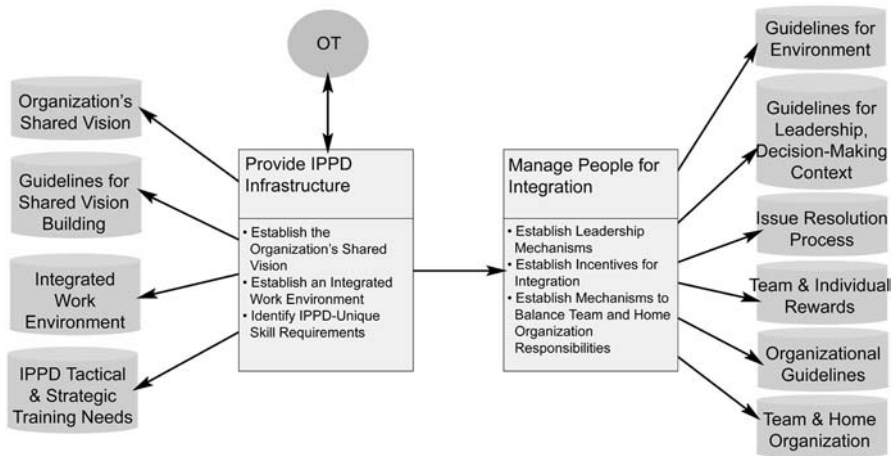 OT
Organization's
Shared Vision
Guidelines for
Shared Vision
Building
Integrated
Work
Environment
IPPD Tactical
& Strategic
Training Needs
Provide IPPD
Infrastructure
• Establish the
Organization's Shared
Vision
• Establish an Integrated
Work Environment
• Identify IPPD-Unique
Skill Requirements
Manage People for
Integration
• Establish Leadership
Mechanisms
• Establish Incentives for
Integration
• Establish Mechanisms to
Balance Team and Home
Organization
Responsibilities
Guidelines for
Environment
Guidelines for
Leadership,
Decision-Making
Context
Issue Resolution
Process
Team & Individual
Rewards
Organizational
Guidelines
Team & Home
Organization